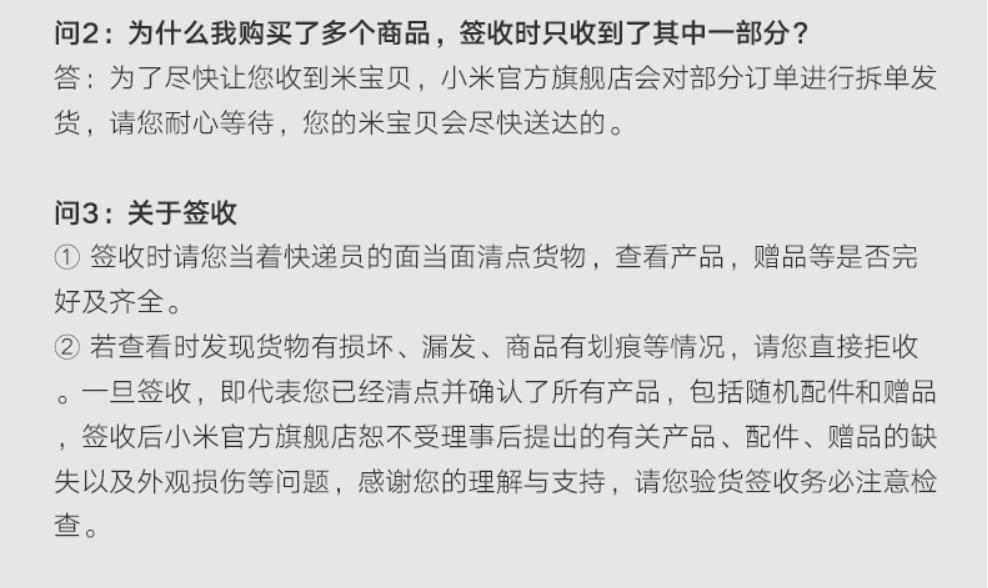 问2：为什么我购买了多个商品，签收时只收到了其中一部分？
答：为了尽快让您收到米宝贝，小米官方旗舰店会对部分订单进行拆单发
货，请您耐心等待，您的米宝贝会尽快送达的。
问3：关于签收
① 签收时请您当着快递员的面当面清点货物，查看产品，赠品等是否完
好及齐全。
② 若查看时发现货物有损坏、漏发、商品有划痕等情况，请您直接拒收
。一旦签收，即代表您已经清点并确认了所有产品，包括随机配件和赠品
，签收后小米官方旗舰店恕不受理事后提出的有关产品、配件、赠品的缺
失以及外观损伤等问题，感谢您的理解与支持，请您验货签收务必注意检
查。